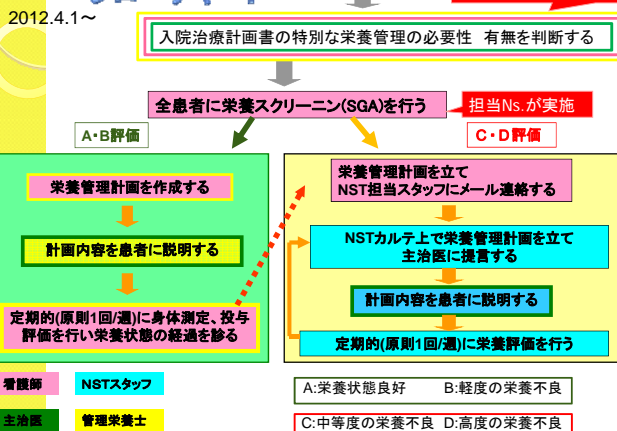 2012.4.1～
入院治療計画書の特別な栄養管理の必要性 有無を判断する
全患者に栄養スクリーニン(SGA)を行う
担当Ns.が実施
A・B評価
C・D評価
栄養管理計画を作成する
計画内容を患者に説明する
定期的(原則1回/週)に身体測定、投与
評価を行い栄養状態の経過を診る
栄養管理計画を立て
NST担当スタッフにメール連絡する
NSTカルテ上で栄養管理計画を立て
主治医に提言する
計画内容を患者に説明する
定期的(原則1回/週)に栄養評価を行う
看護師
NSTスタッフ
主治医
管理栄養士
A:栄養状態良好 B:軽度の栄養不良
C:中等度の栄養不良 D:高度の栄養不良